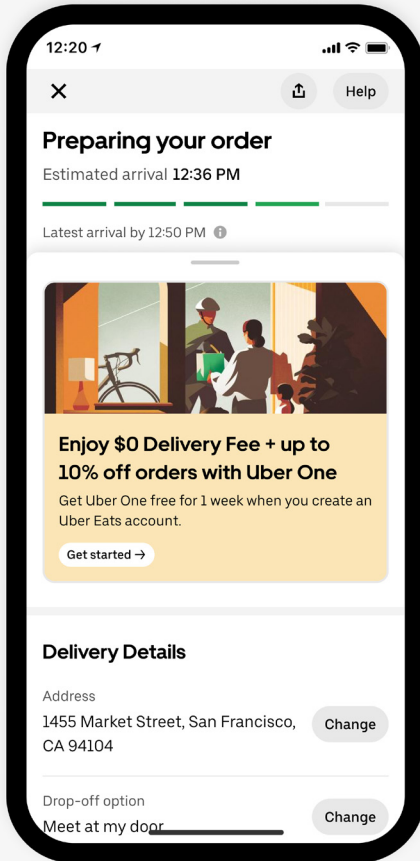 12:20
Help
Preparing your order
Estimated arrival 12:36 PM
Latest arrival by 12:50 PM
Enjoy $0 Delivery Fee + up to
10% off orders with Uber One
Get Uber One free for 1 week when you create an
Uber Eats account.
Get started →
Delivery Details
Address
1455 Market Street, San Francisco,
CA 94104
Change
Drop-off option
Meet at my door
Change